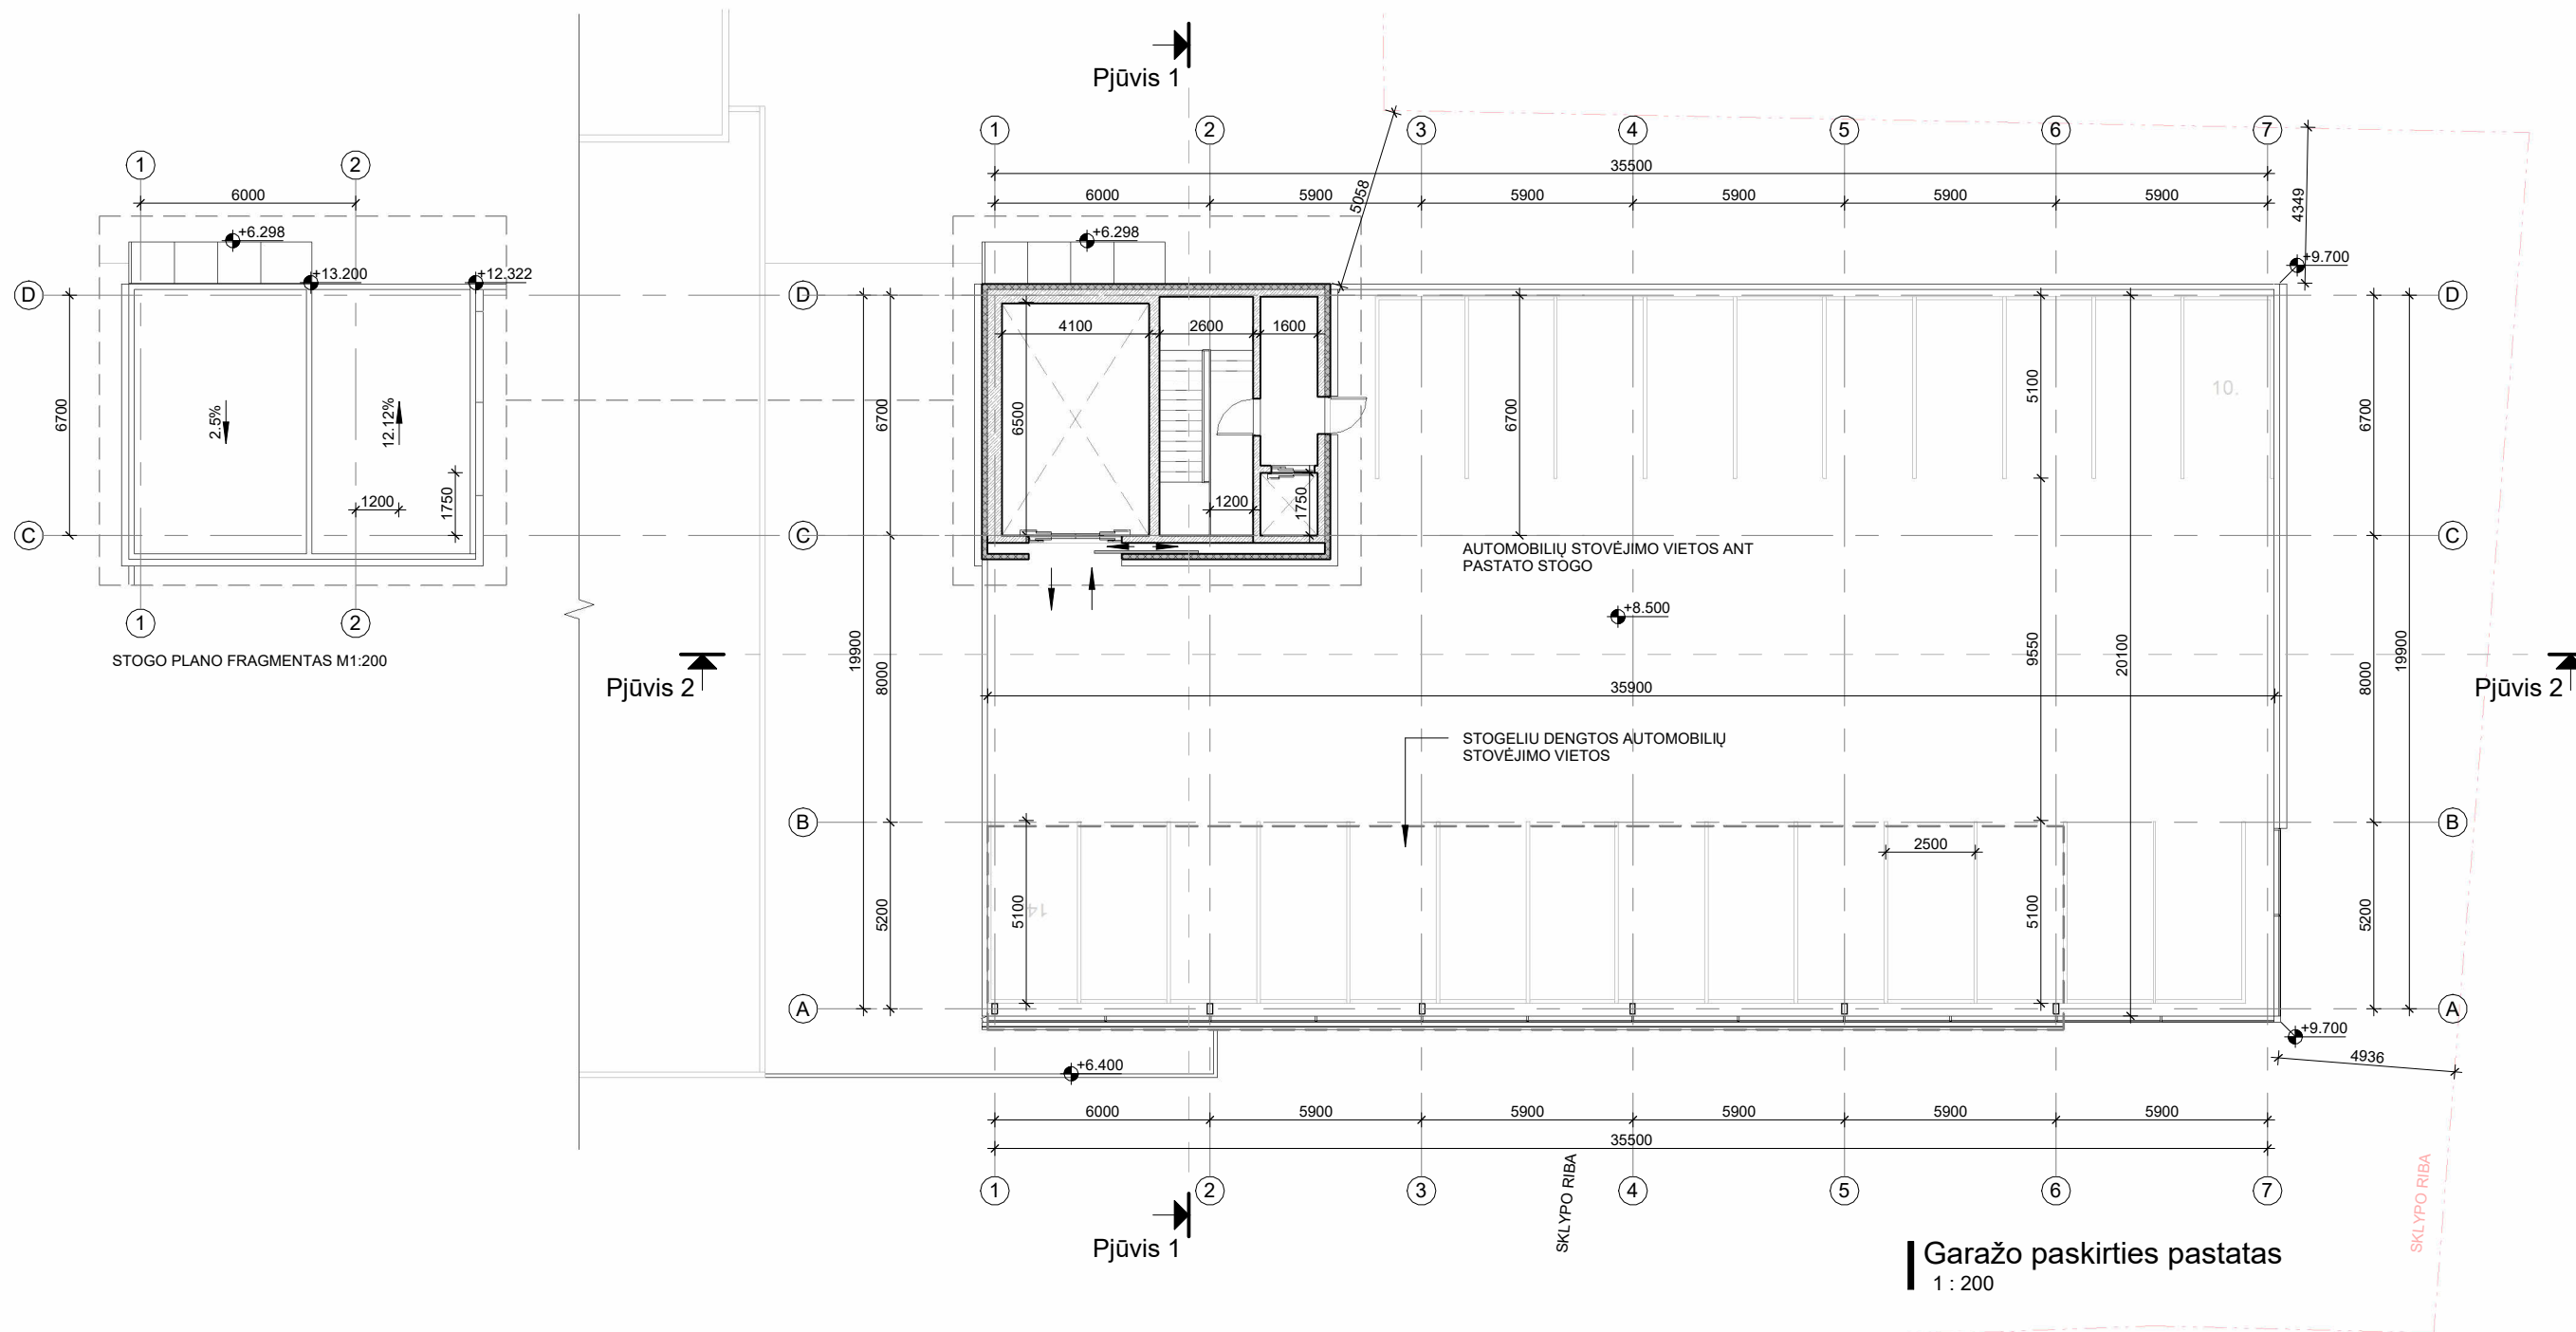 Pjūvis 1
1 2 3 4 5 6 7
35500
6000 5900 5900 5900 5900 5900
5058
4349
1 2
6000
+6.298
+13.200
+12.322
D
6700
2.5%
12.12%
1200
1750
C
1 2
STOGO PLANO FRAGMENTAS M1:200
+6.298
+9.700
D
D
4100
2600
1600
6500
6700
6700
5100
6700
10.
1200
1750
C
C
AUTOMOBILIŲ STOVĖJIMO VIETOS ANT
PASTATO STOGO
+8.500
19900
8000
9550
20100
8000
19900
Pjūvis 2
Pjūvis 2
35900
STOGELIU DENGTOS AUTOMOBILIŲ
STOVĖJIMO VIETOS
B
B
2500
5200
5100
14
5100
5200
A
A
+9.700
4936
+6.400
6000 5900 5900 5900 5900 5900
35500
1 2 3 4 5 6 7
SKLYPO RIBA
SKLYPO RIBA
Pjūvis 1
Garažo paskirties pastatas
1 : 200